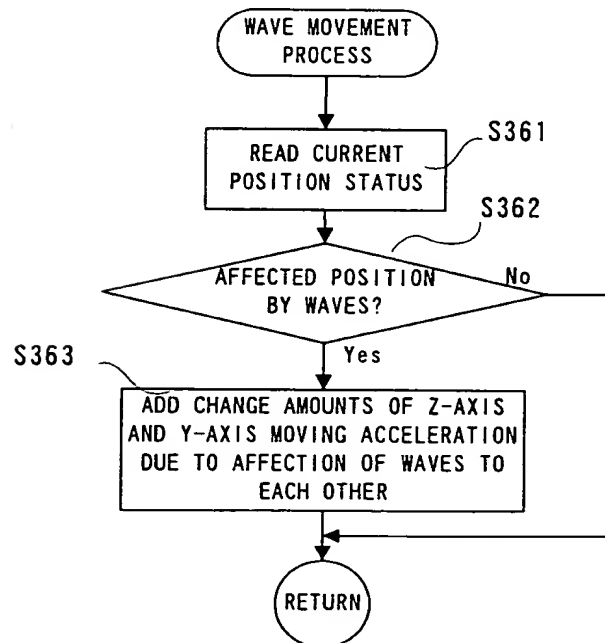 WAVE MOVEMENT
PROCESS
S361
READ CURRENT
POSITION STATUS
S362
AFFECTED POSITION
BY WAVES?
No
Yes
S363
ADD CHANGE AMOUNTS OF Z-AXIS
AND Y-AXIS MOVING ACCELERATION
DUE TO AFFECTION OF WAVES TO
EACH OTHER
RETURN